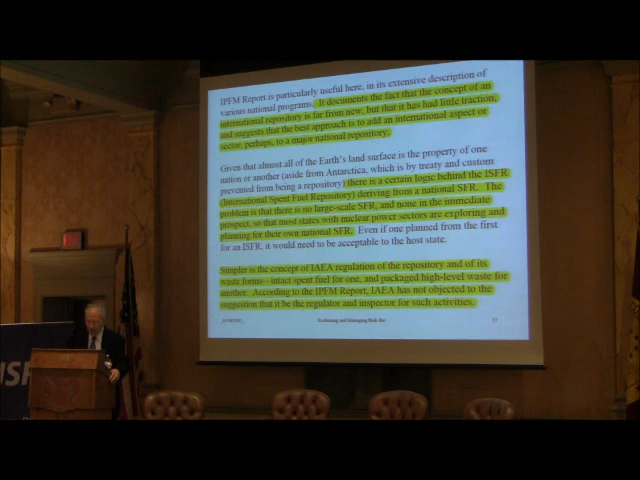 IPFM Report is particularly useful here, in its extensive description of
various national programs. It documents the fact that the concept of an
international repository is far from new, but that it has had little traction,
and suggests that the best approach is to add an international aspect or
sector, perhaps, to a major national repository.
Given that almost all of the Earth's land surface is the property of one
nation or another (aside from Antarctica, which is by treaty and custom
prevented from being a repository) there is a certain logic behind the ISFR
(International Spent Fuel Repository) deriving from a national SFR. The
problem is that there is no large-scale SFR, and none in the immediate
prospect, so that most states with nuclear power sectors are exploring and
planning for their own national SFR. Even if one planned from the first
for an ISFR, it would need to be acceptable to the host state.
Simpler is the concept of IAEA regulation of the repository and of its
waste forms—intact spent fuel for one, and packaged high-level waste for
another. According to the IPFM Report, IAEA has not objected to the
suggestion that it be the regulator and inspector for such activities.
Evaluating and Managing Risk